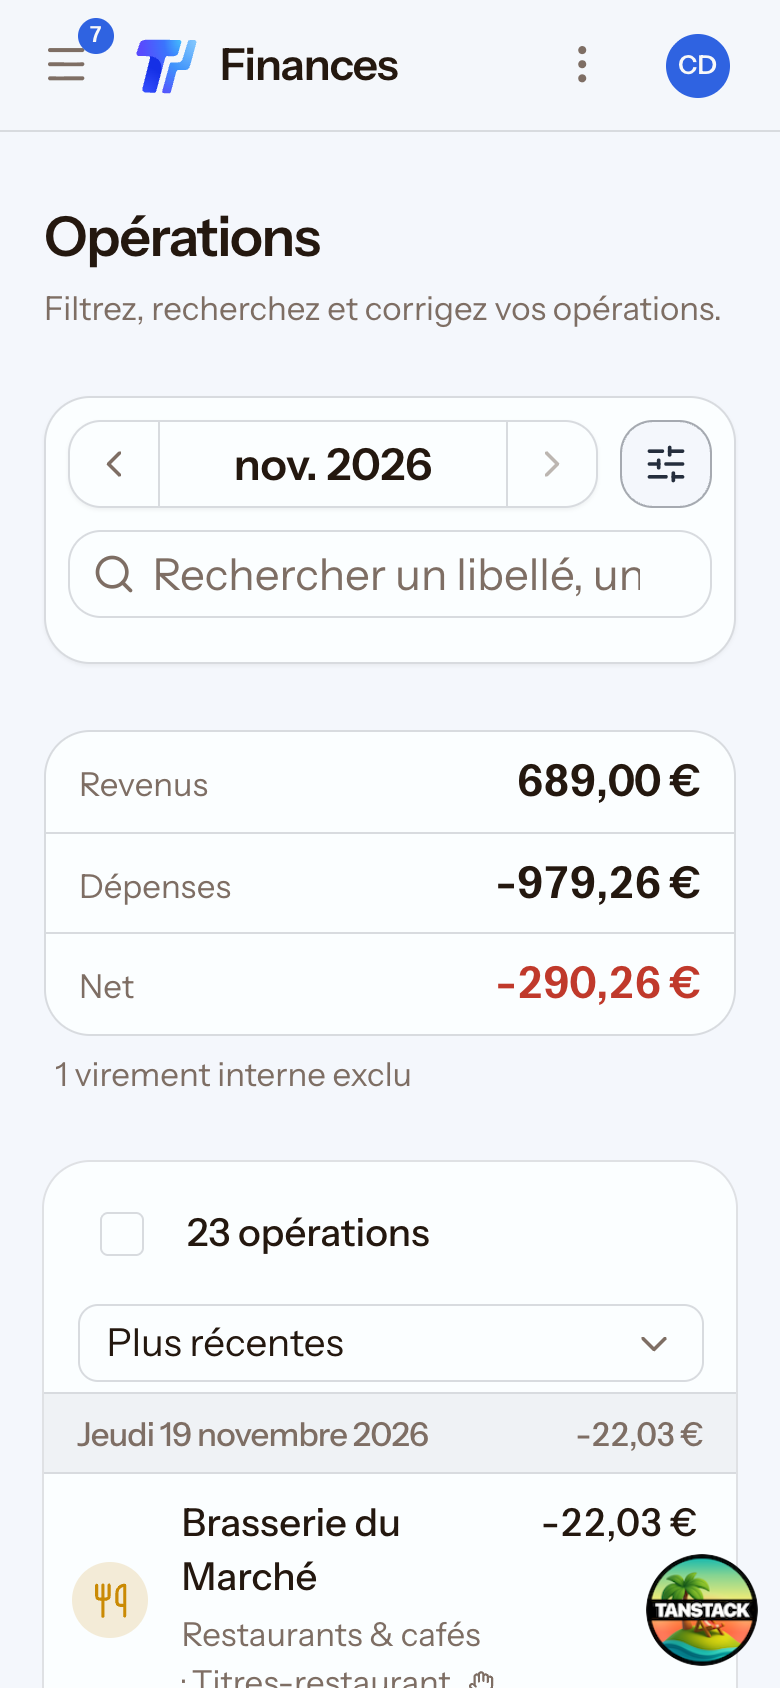 7
Finances
CD
Opérations
Filtrez, recherchez et corrigez vos opérations.
nov. 2026
Rechercher un libellé, un
Revenus 689,00 €
Dépenses -979,26 €
Net -290,26 €
1 virement interne exclu
23 opérations
Plus récentes
Jeudi 19 novembre 2026 -22,03 €
Brasserie du -22,03 €
Marché
TANSTACK
Restaurants & cafés
· Titres-restaurant